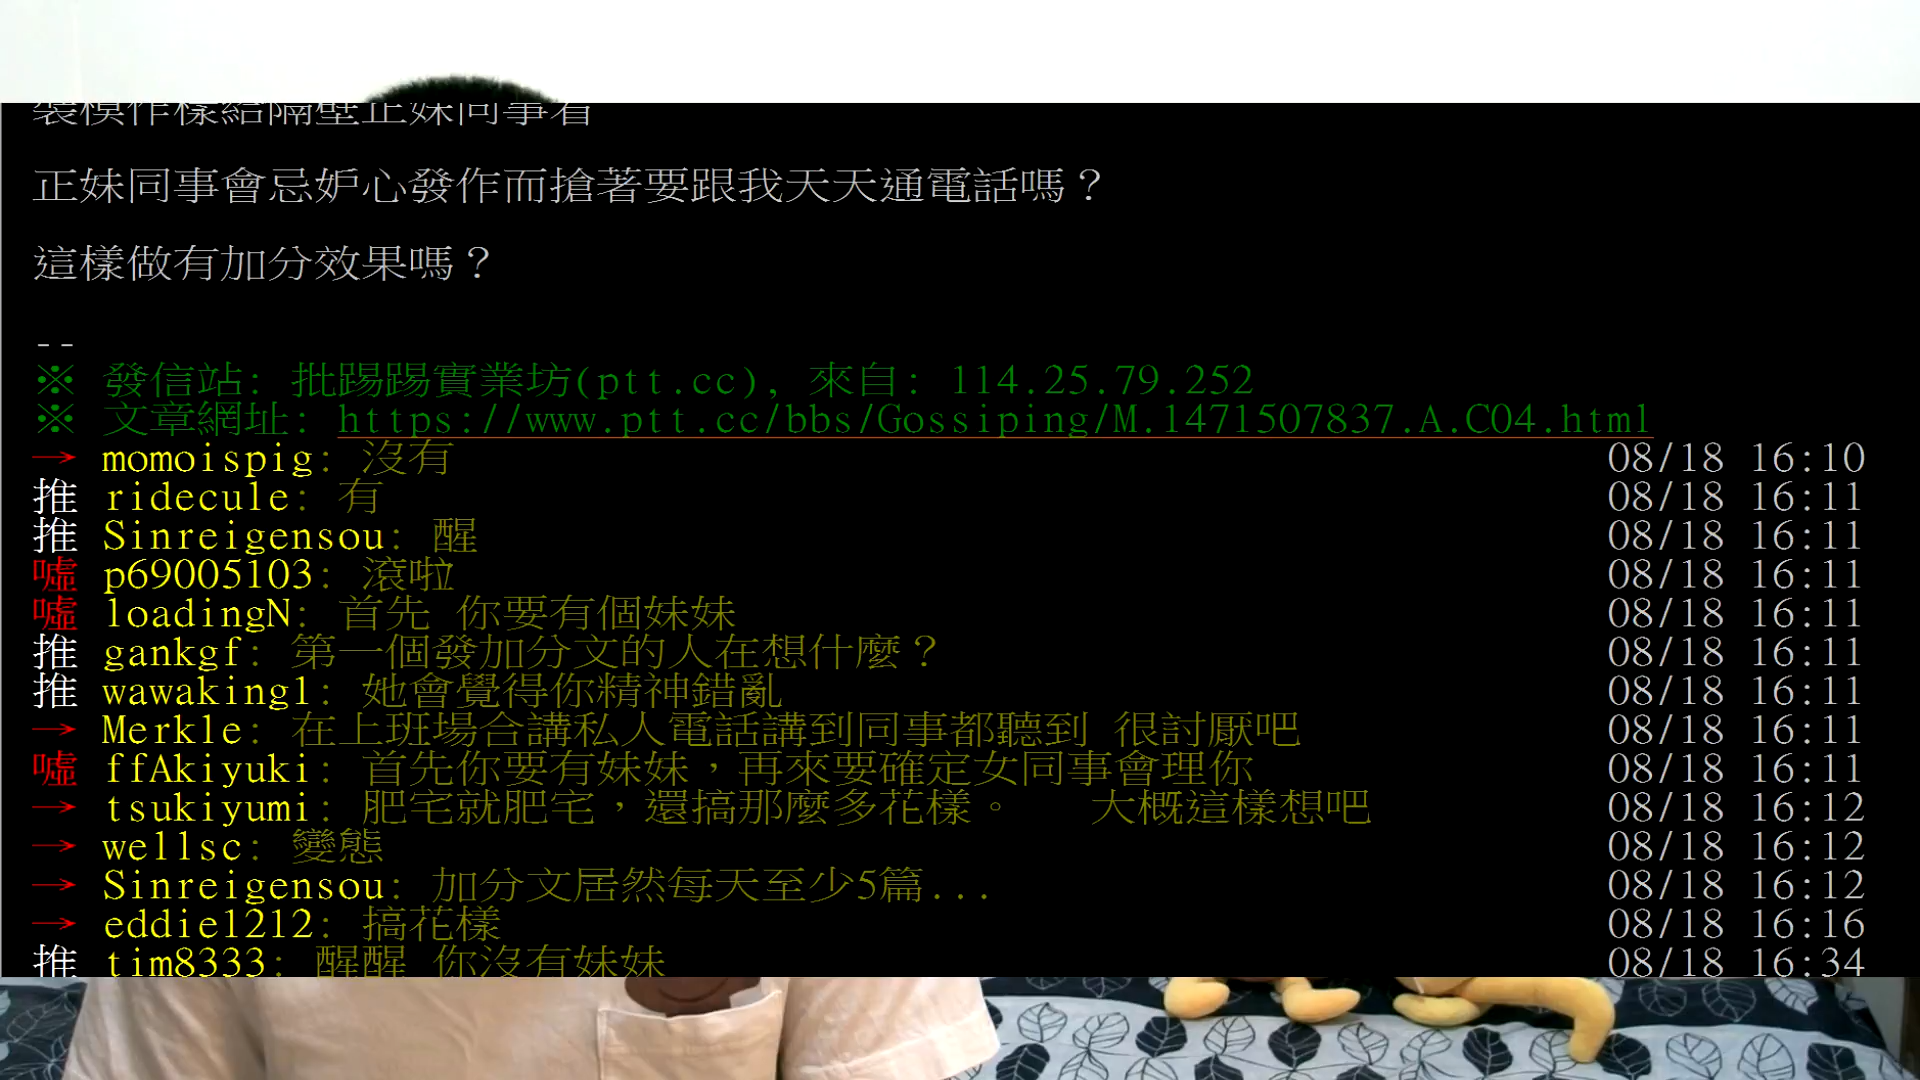 裝模作樣給隔壁正妹同事看
正妹同事會忌妒心發作而搶著要跟我天天通電話嗎？
這樣做有加分效果嗎？
--
※ 發信站: 批踢踢實業坊(ptt.cc), 來自: 114.25.79.252
※ 文章網址: https://www.ptt.cc/bbs/Gossiping/M.1471507837.A.C04.html
→ momoispig: 沒有 08/18 16:10
推 ridecule: 有 08/18 16:11
推 Sinreigensou: 醒 08/18 16:11
噓 p69005103: 滾啦 08/18 16:11
噓 loadingN: 首先 你要有個妹妹 08/18 16:11
推 gankgf: 第一個發加分文的人在想什麼？ 08/18 16:11
推 wawaking1: 她會覺得你精神錯亂 08/18 16:11
→ Merkle: 在上班場合講私人電話講到同事都聽到 很討厭吧 08/18 16:11
噓 ffAkiyuki: 首先你要有妹妹，再來要確定女同事會理你 08/18 16:11
→ tsukiyumi: 肥宅就肥宅，還搞那麼多花樣。 大概這樣想吧 08/18 16:12
→ wellsc: 變態 08/18 16:12
→ Sinreigensou: 加分文居然每天至少5篇... 08/18 16:12
→ eddie1212: 搞花樣 08/18 16:16
推 tim8333: 醒醒 你沒有妹妹 08/18 16:34